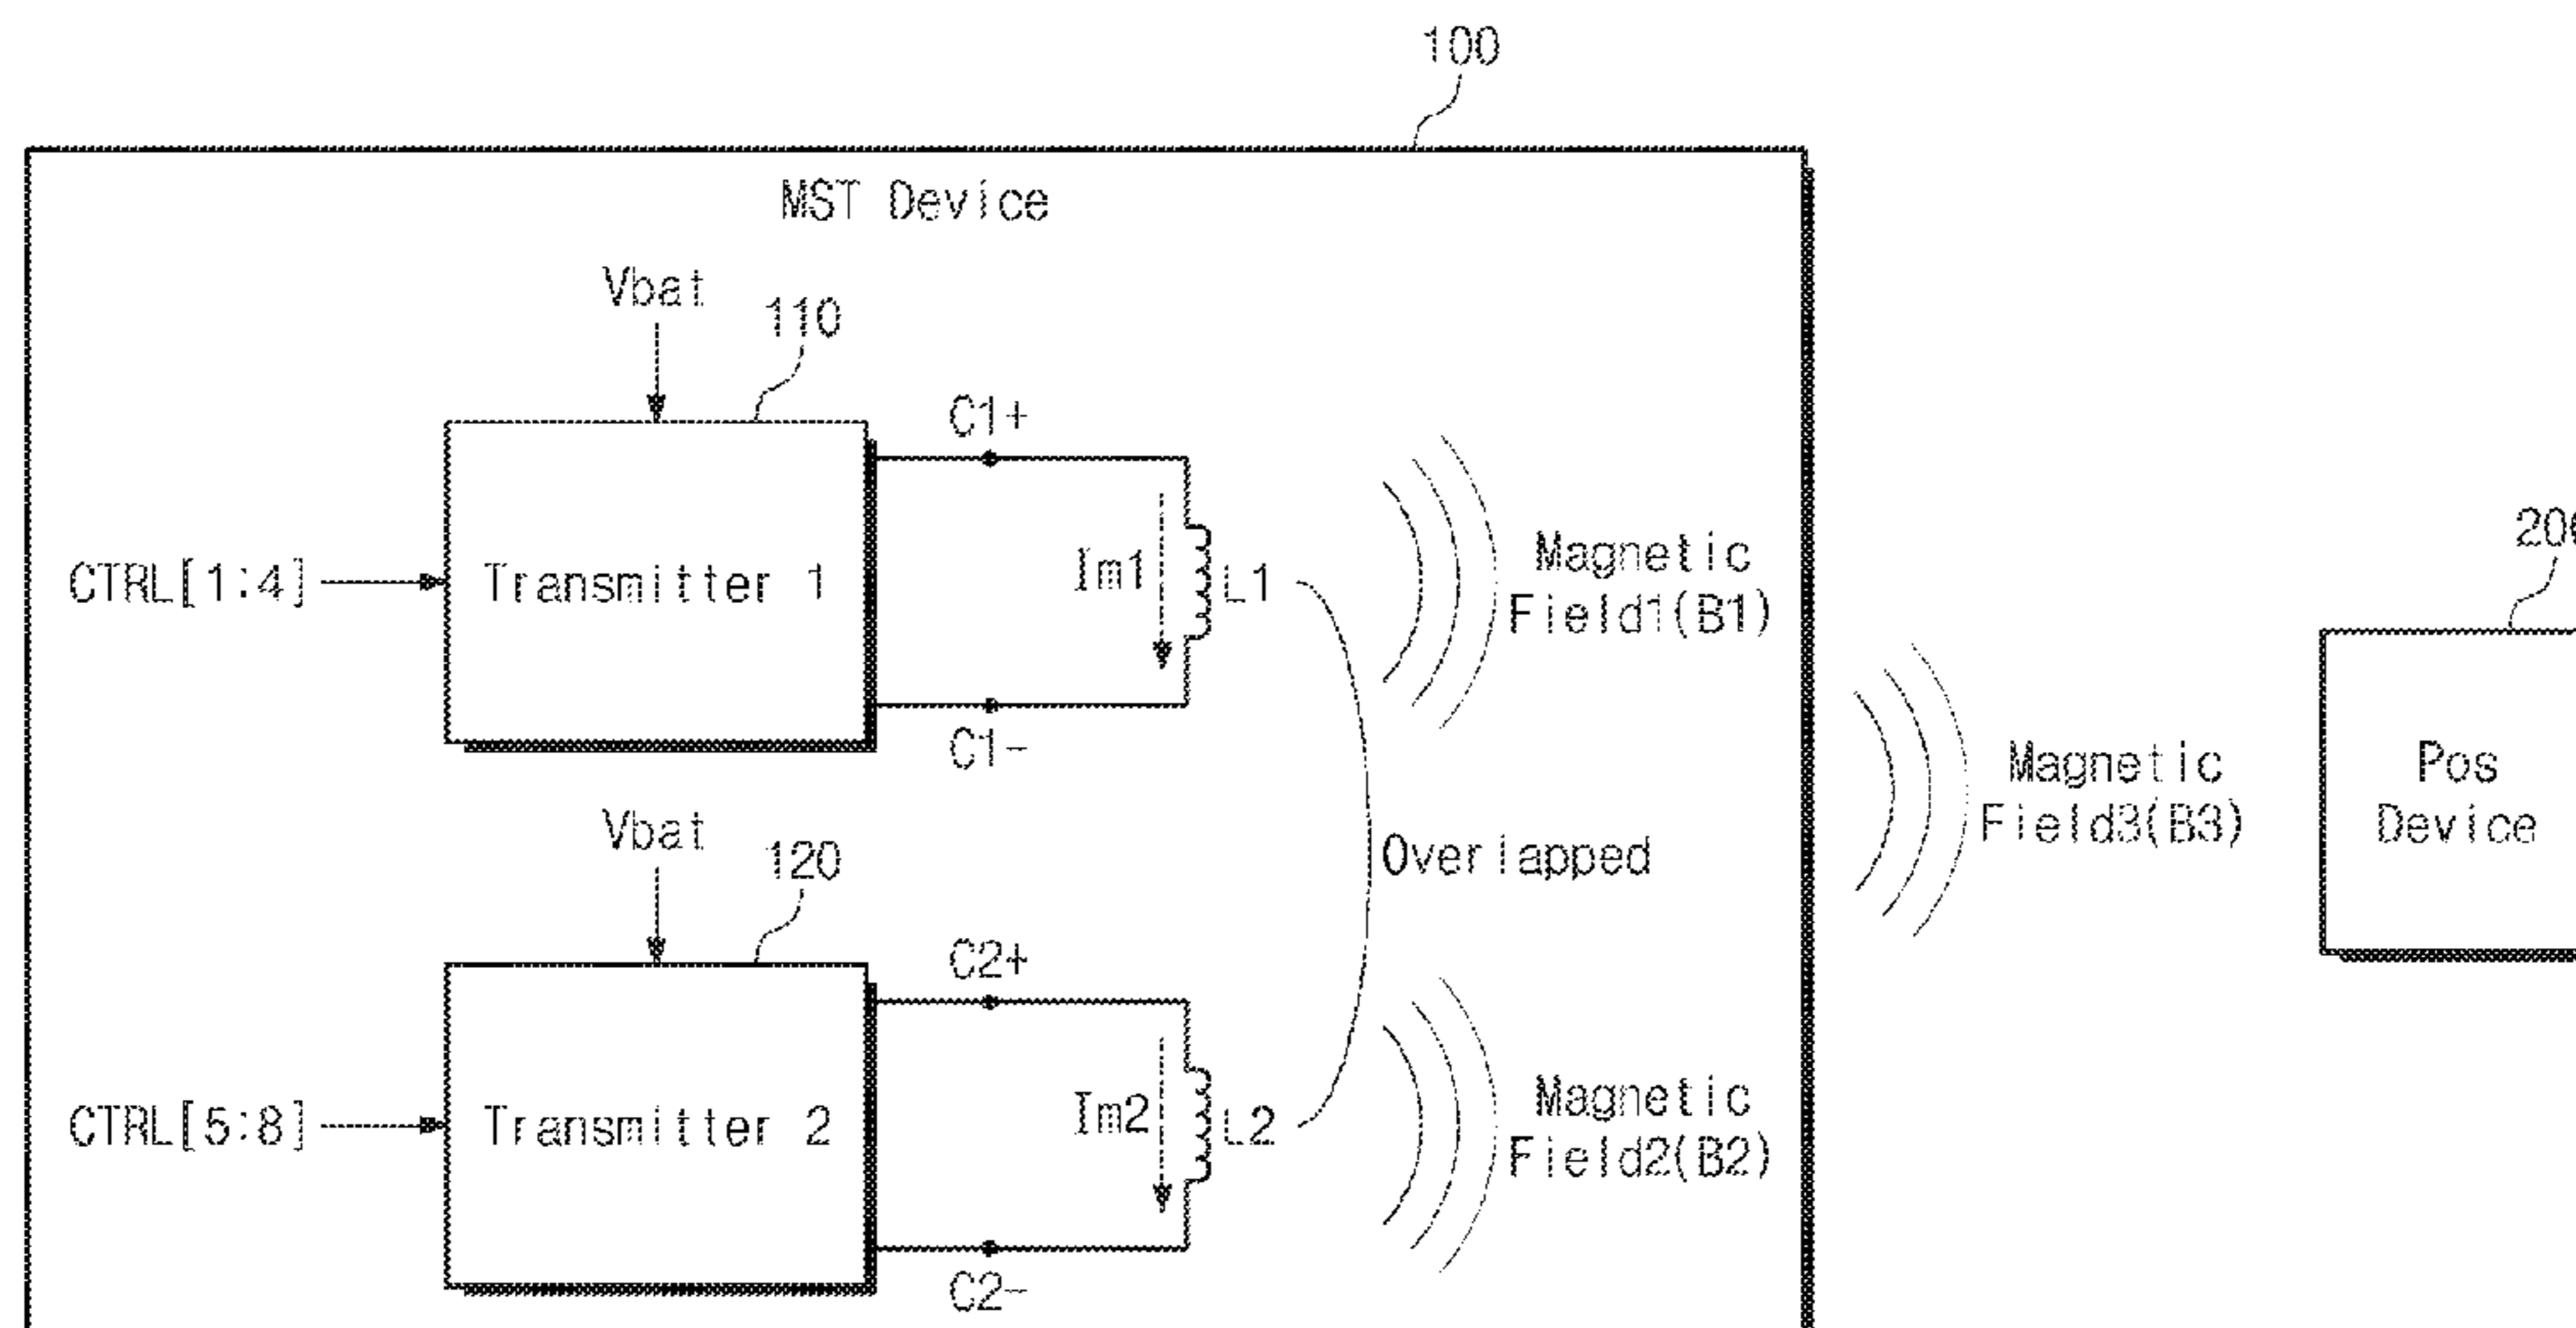 100
MST Device
Vbat
110
C1+
CTRL[1:4]
Transmitter 1
Im1
L1
Magnetic
Field1(B1)
C1-
200
Pos
Device
Magnetic
Field3(B3)
Overlapped
Vbat
120
C2+
CTRL[5:8]
Transmitter 2
Im2
L2
Magnetic
Field2(B2)
C2-